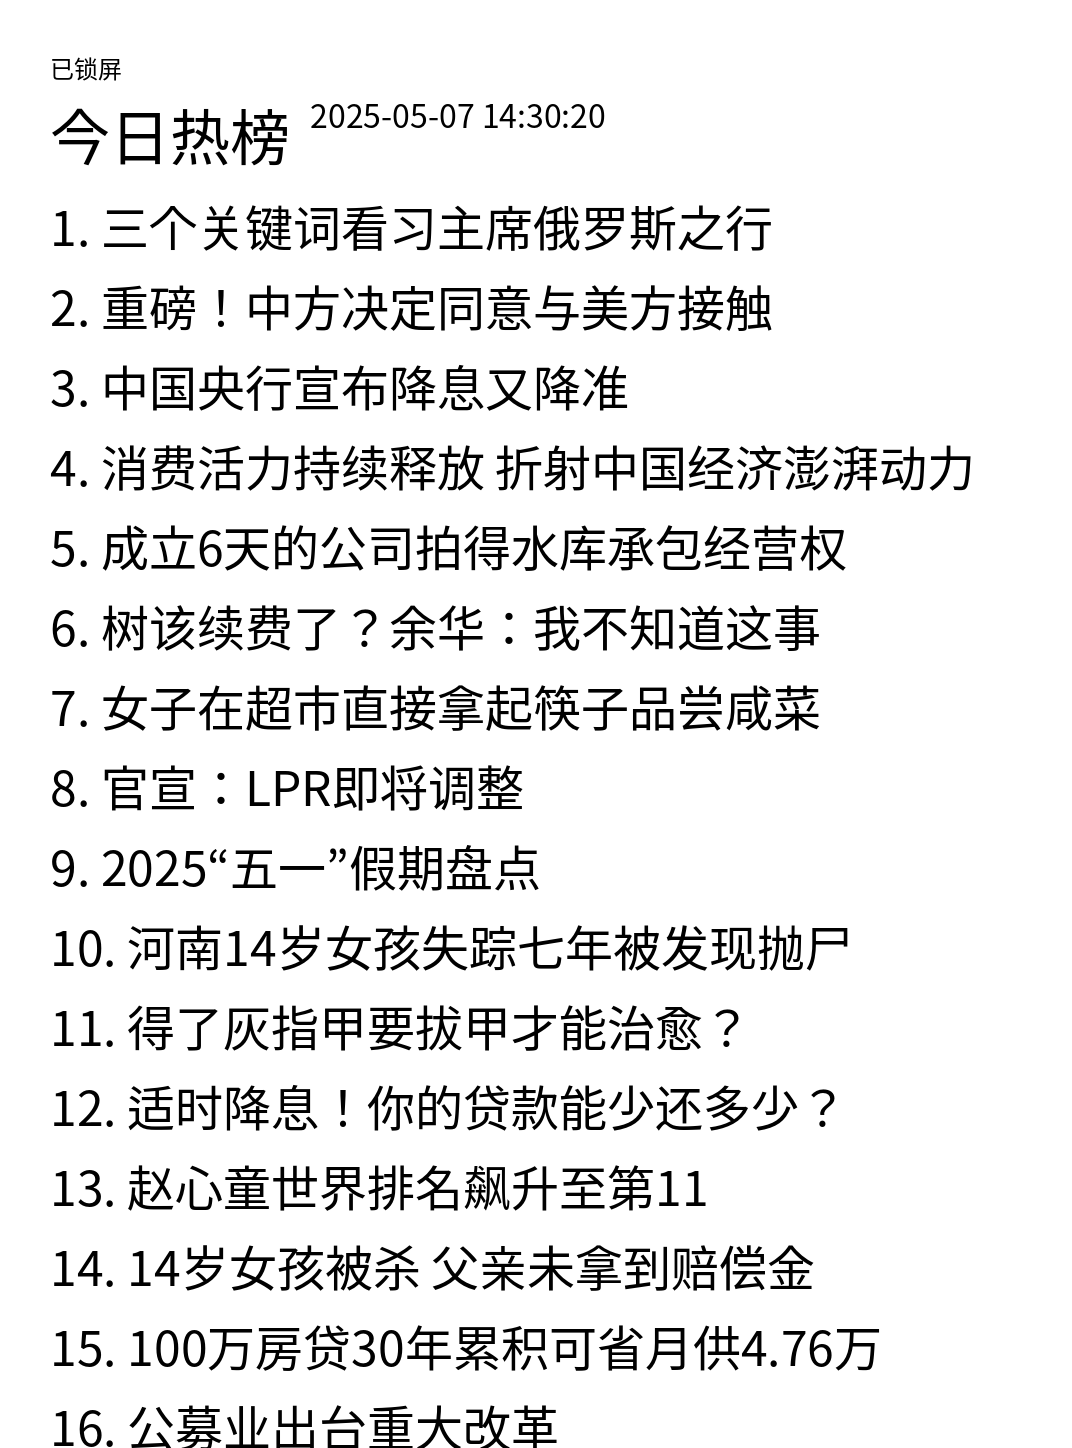 已锁屏
今日热榜 2025-05-07 14:30:20
1. 三个关键词看习主席俄罗斯之行
2. 重磅！中方决定同意与美方接触
3. 中国央行宣布降息又降准
4. 消费活力持续释放 折射中国经济澎湃动力
5. 成立6天的公司拍得水库承包经营权
6. 树该续费了？余华：我不知道这事
7. 女子在超市直接拿起筷子品尝咸菜
8. 官宣：LPR即将调整
9. 2025“五一”假期盘点
10. 河南14岁女孩失踪七年被发现抛尸
11. 得了灰指甲要拔甲才能治愈？
12. 适时降息！你的贷款能少还多少？
13. 赵心童世界排名飙升至第11
14. 14岁女孩被杀 父亲未拿到赔偿金
15. 100万房贷30年累积可省月供4.76万
16. 公募业出台重大改革